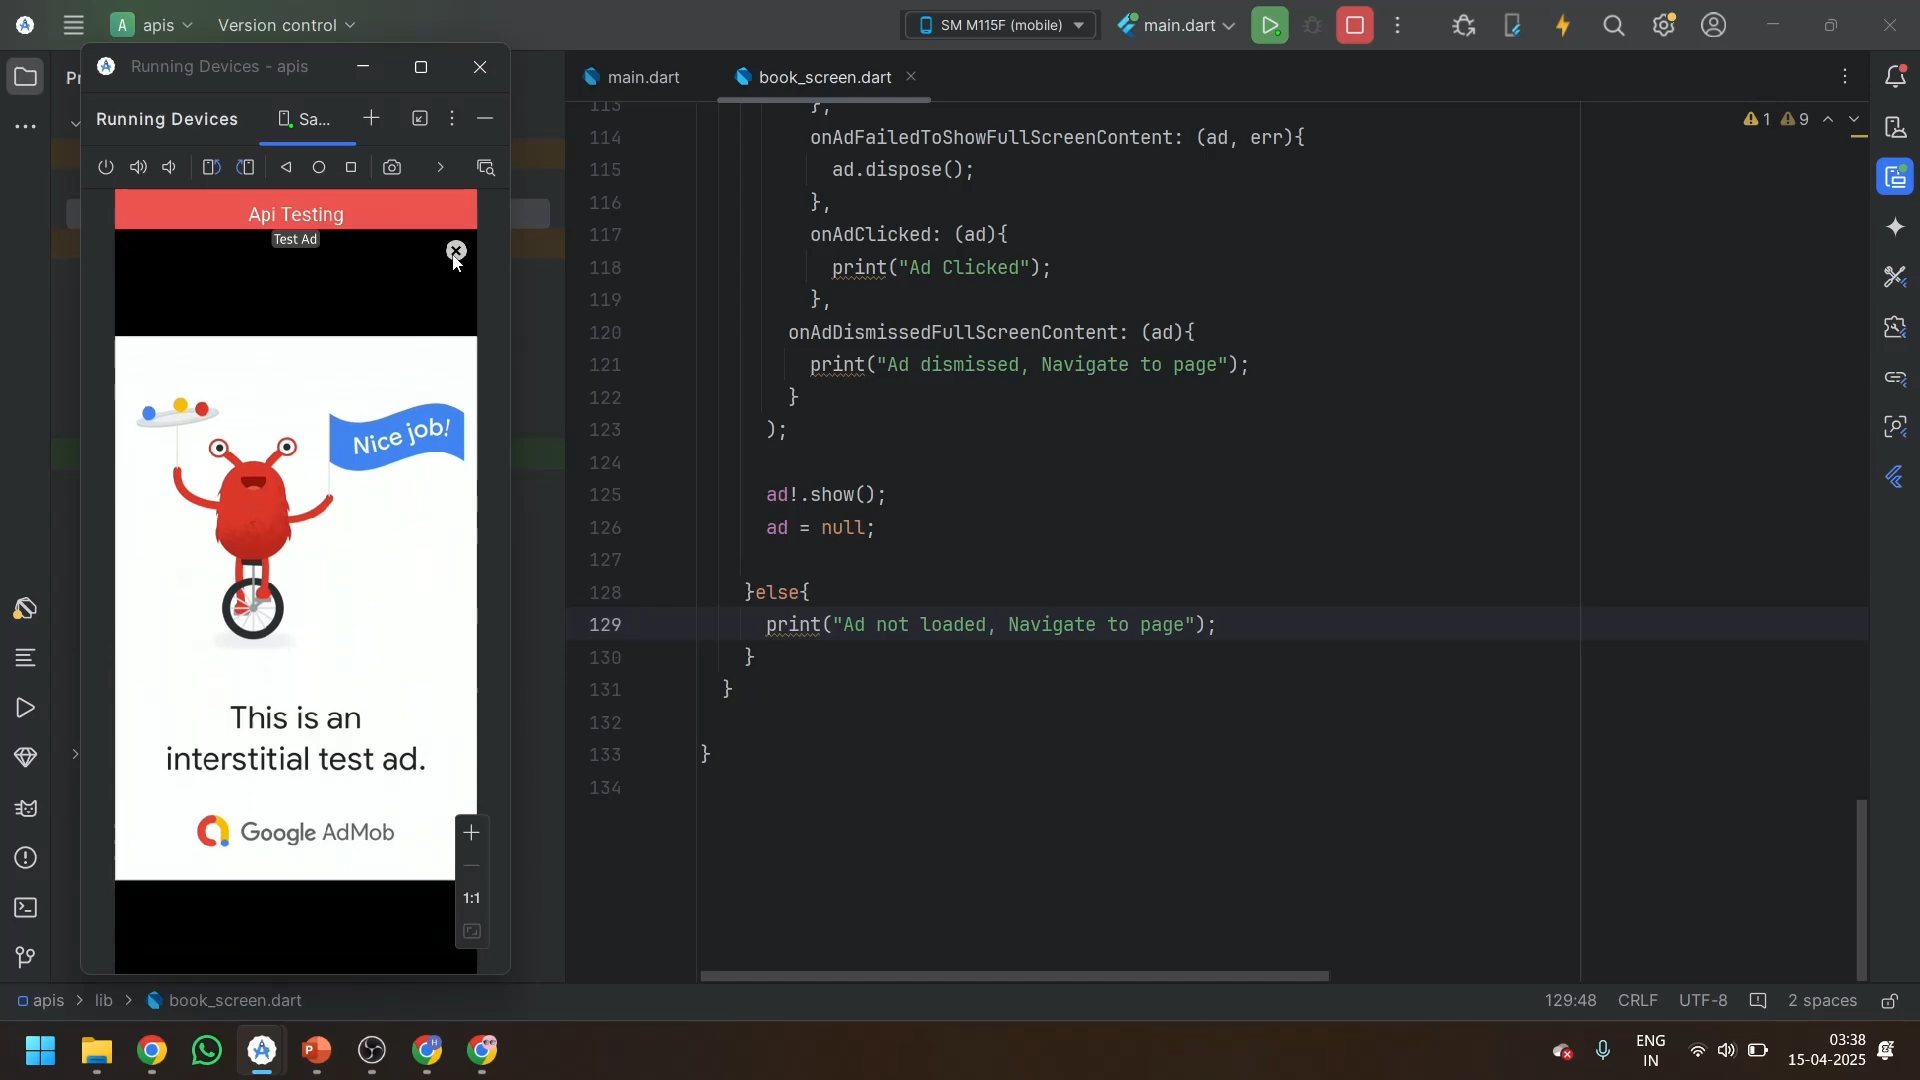 A apis Version control
SM M115F (mobile) main.dart
Running Devices - apis
Running Devices Sa...
main.dart book_screen.dart
1 9
113 },
114 onAdFailedToShowFullScreenContent: (ad, err){
115 ad.dispose();
116 },
117 onAdClicked: (ad){
118 print("Ad Clicked");
119 },
120 onAdDismissedFullScreenContent: (ad){
121 print("Ad dismissed, Navigate to page");
122 }
123 );
124
125 ad!.show();
126 ad = null;
127
128 }else{
129 print("Ad not loaded, Navigate to page");
130 }
131 }
132
133 }
134
Api Testing
Test Ad
Nice job!
This is an
interstitial test ad.
Google AdMob
1:1
apis > lib > book_screen.dart
129:48 CRLF UTF-8 2 spaces
ENG
IN
03:38
15-04-2025